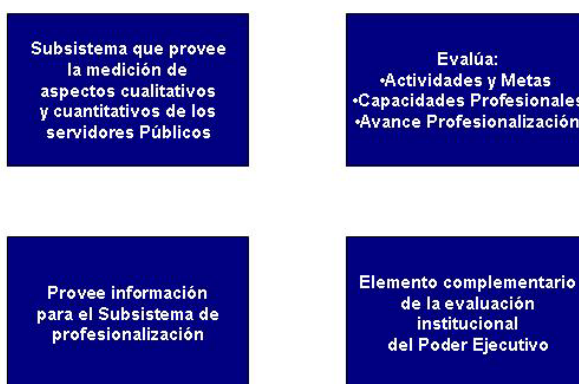 Subsistema que provee
la medición de
aspectos cualitativos
y cuantitativos de los
servidores Públicos
Evalúa:
•Actividades y Metas
•Capacidades Profesionales
•Avance Profesionalización
Provee información
para el Subsistema de
profesionalización
Elemento complementario
de la evaluación
institucional
del Poder Ejecutivo